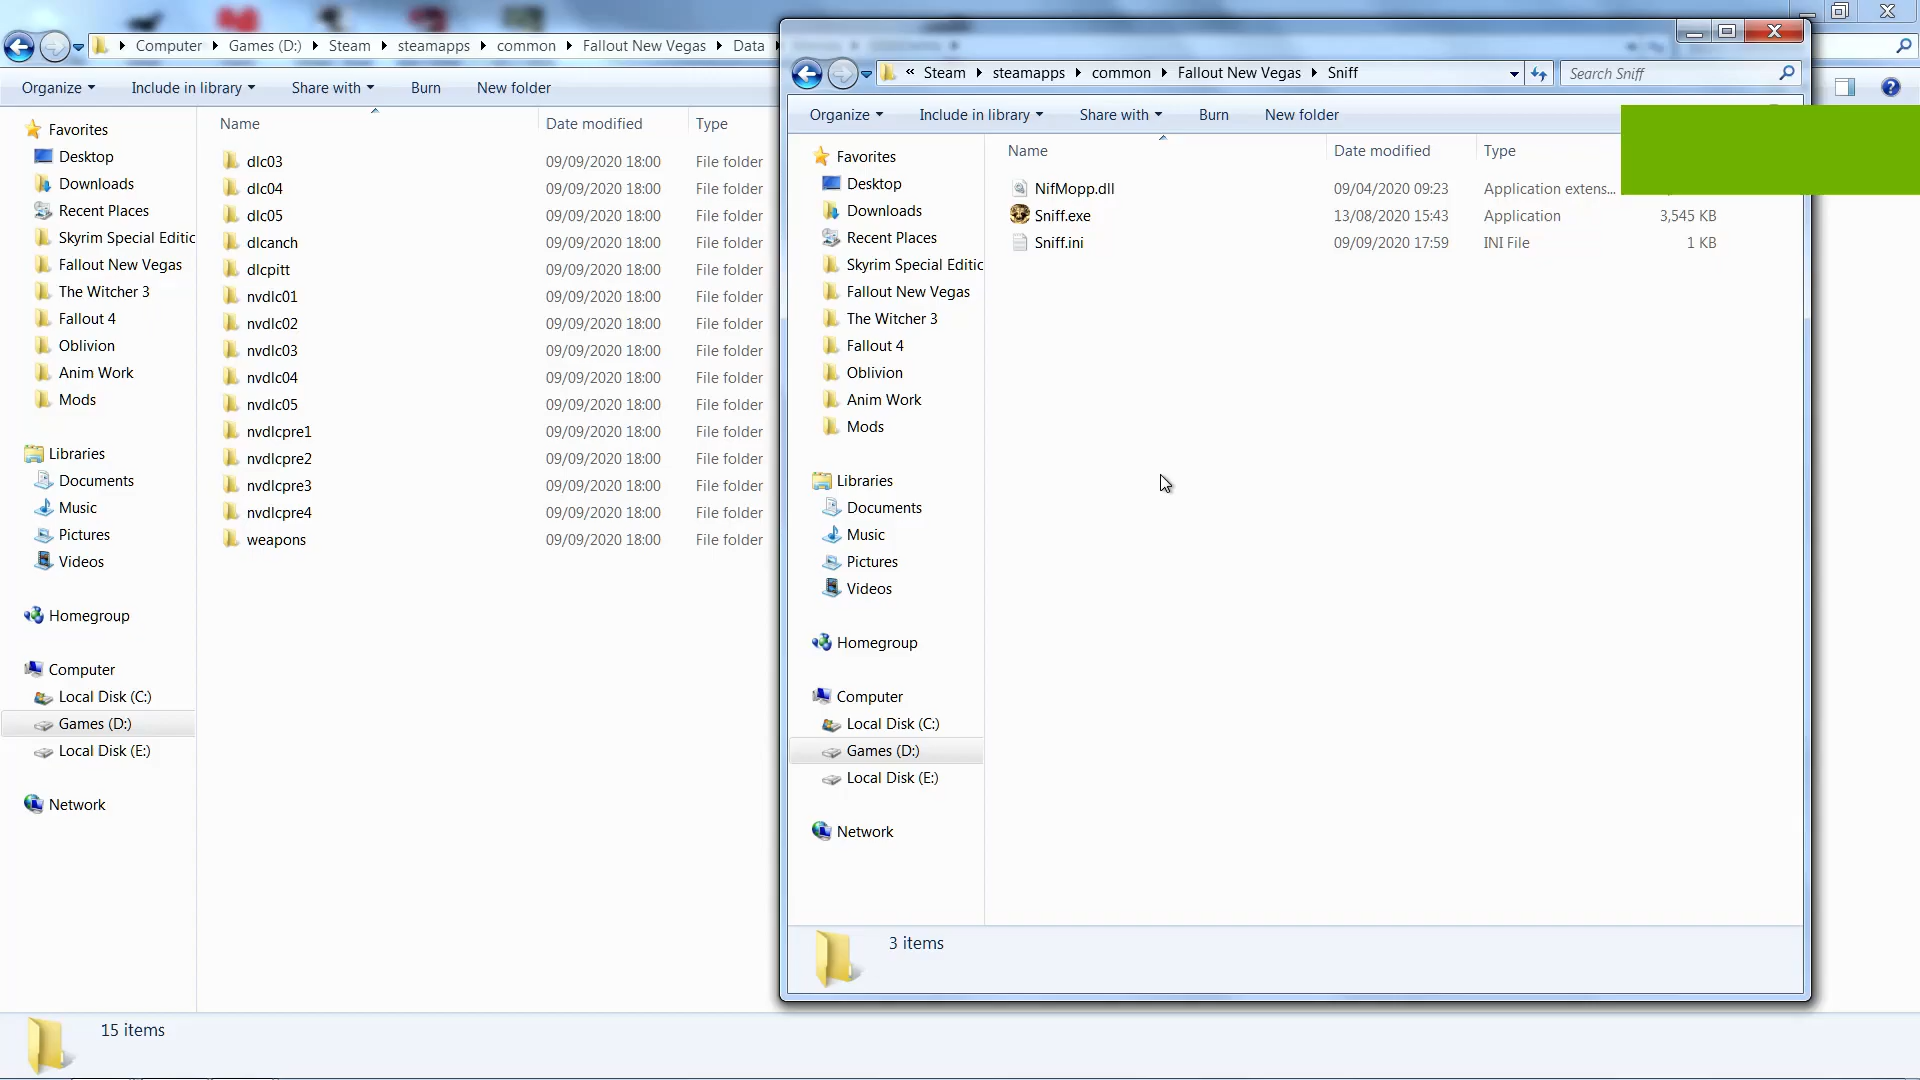 Computer Games (D:) Steam steamapps common Fallout New Vegas Data
Organize Include in library Share with Burn New folder
Favorites
Desktop
Downloads
Recent Places
Skyrim Special Editic
Fallout New Vegas
The Witcher 3
Fallout 4
Oblivion
Anim Work
Mods
Libraries
Documents
Music
Pictures
Videos
Homegroup
Computer
Local Disk (C:)
Games (D:)
Local Disk (E:)
Network
Name Date modified Type
dlc03 09/09/2020 18:00 File folder
dlc04 09/09/2020 18:00 File folder
dlc05 09/09/2020 18:00 File folder
dlcanch 09/09/2020 18:00 File folder
dlcpitt 09/09/2020 18:00 File folder
nvdlc01 09/09/2020 18:00 File folder
nvdlc02 09/09/2020 18:00 File folder
nvdlc03 09/09/2020 18:00 File folder
nvdlc04 09/09/2020 18:00 File folder
nvdlc05 09/09/2020 18:00 File folder
nvdlcpre1 09/09/2020 18:00 File folder
nvdlcpre2 09/09/2020 18:00 File folder
nvdlcpre3 09/09/2020 18:00 File folder
nvdlcpre4 09/09/2020 18:00 File folder
weapons 09/09/2020 18:00 File folder
15 items
« Steam steamapps common Fallout New Vegas Sniff Search Sniff
Organize Include in library Share with Burn New folder
Favorites
Desktop
Downloads
Recent Places
Skyrim Special Editic
Fallout New Vegas
The Witcher 3
Fallout 4
Oblivion
Anim Work
Mods
Libraries
Documents
Music
Pictures
Videos
Homegroup
Computer
Local Disk (C:)
Games (D:)
Local Disk (E:)
Network
Name Date modified Type
NifMopp.dll 09/04/2020 09:23 Application extens...
Sniff.exe 13/08/2020 15:43 Application 3,545 KB
Sniff.ini 09/09/2020 17:59 INI File 1 KB
3 items